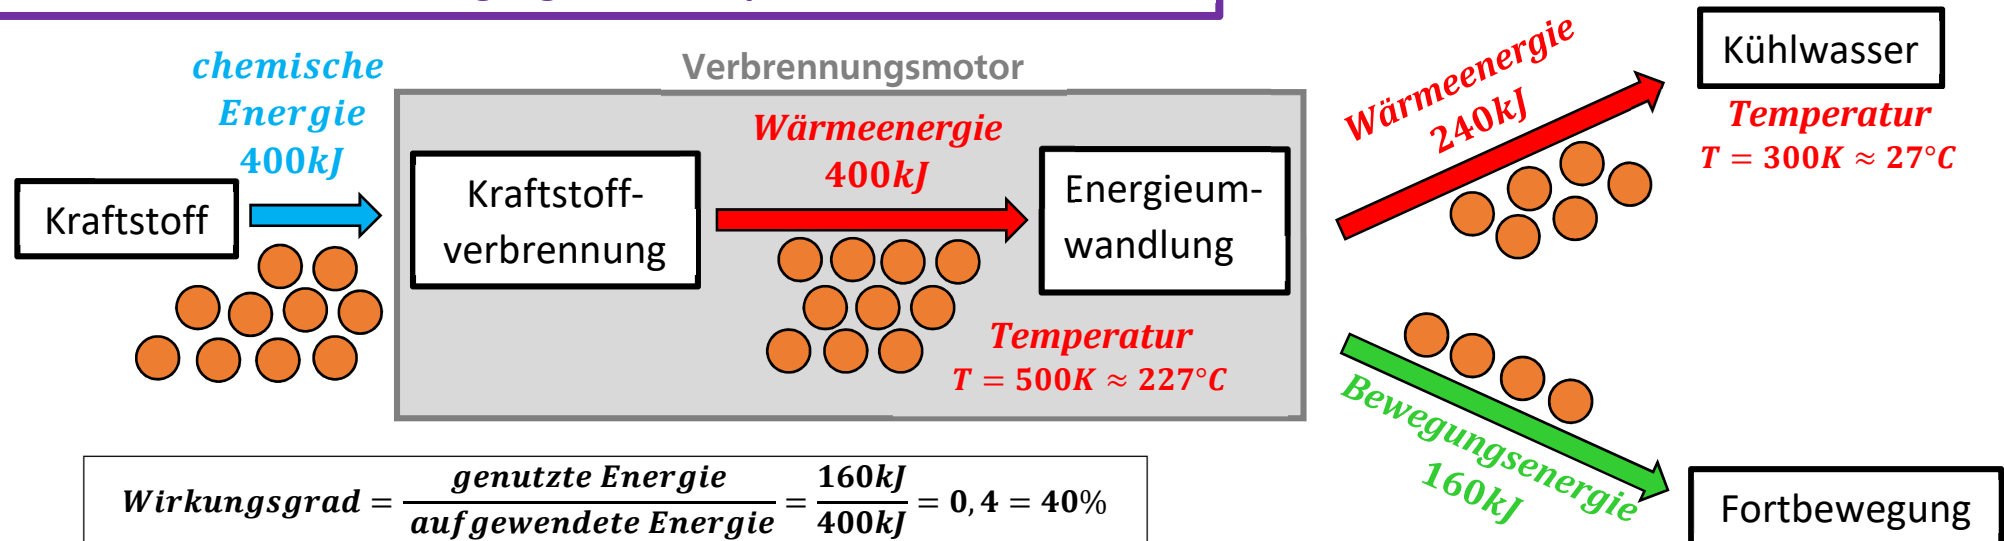 chemische
Energie
400kJ
Kraftstoff
Verbrennungsmotor
Kraftstoff-
verbrennung
Wärmeenergie
400kJ
Energieum-
wandlung
Temperatur
T = 500K ≈ 227°C
Wärmeenergie
240kJ
Kühlwasser
Temperatur
T = 300K ≈ 27°C
Bewegungsenergie
160kJ
Fortbewegung
Wirkungsgrad = genutzte Energie / aufgewendete Energie = 160kJ / 400kJ = 0,4 = 40%